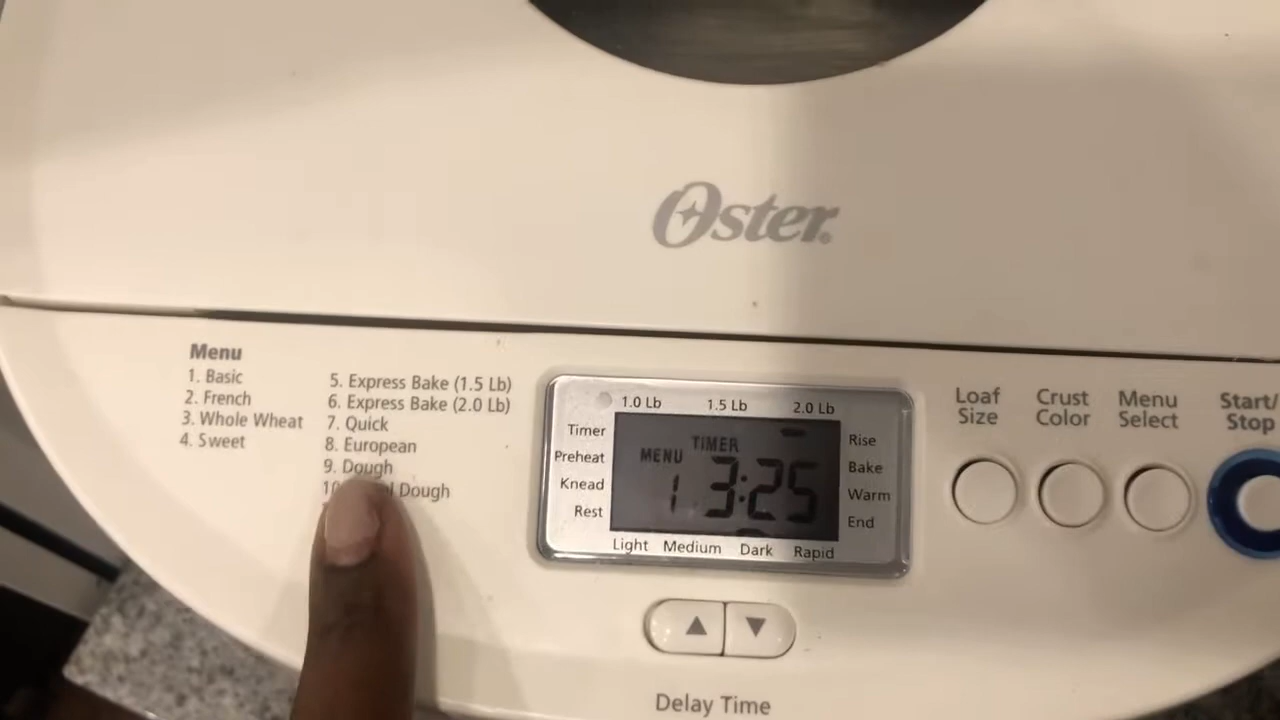 Oster®
Menu
1. Basic
2. French
3. Whole Wheat
4. Sweet
5. Express Bake (1.5 Lb)
6. Express Bake (2.0 Lb)
7. Quick
8. European
9. Dough
Dough
1.0 Lb 1.5 Lb 2.0 Lb
Timer
Preheat
Knead
Rest
TIMER
MENU
1 3:25
Rise
Bake
Warm
End
Light Medium Dark Rapid
Loaf
Size
Crust
Color
Menu
Select
Start/
Stop
Delay Time